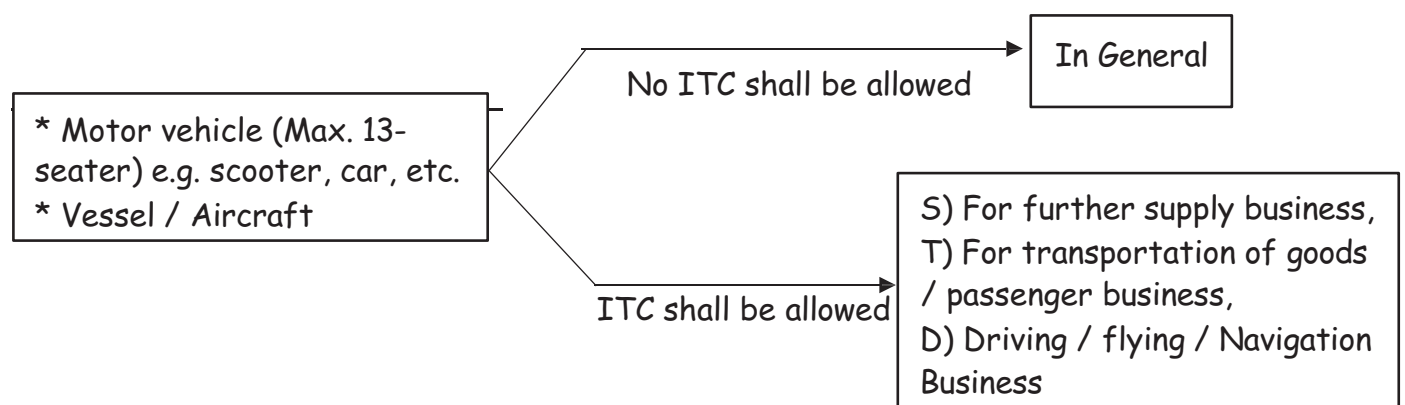 In General
No ITC shall be allowed
* Motor vehicle (Max. 13-
seater) e.g. scooter, car, etc.
* Vessel / Aircraft
S) For further supply business,
T) For transportation of goods
/ passenger business,
D) Driving / flying / Navigation
Business
ITC shall be allowed